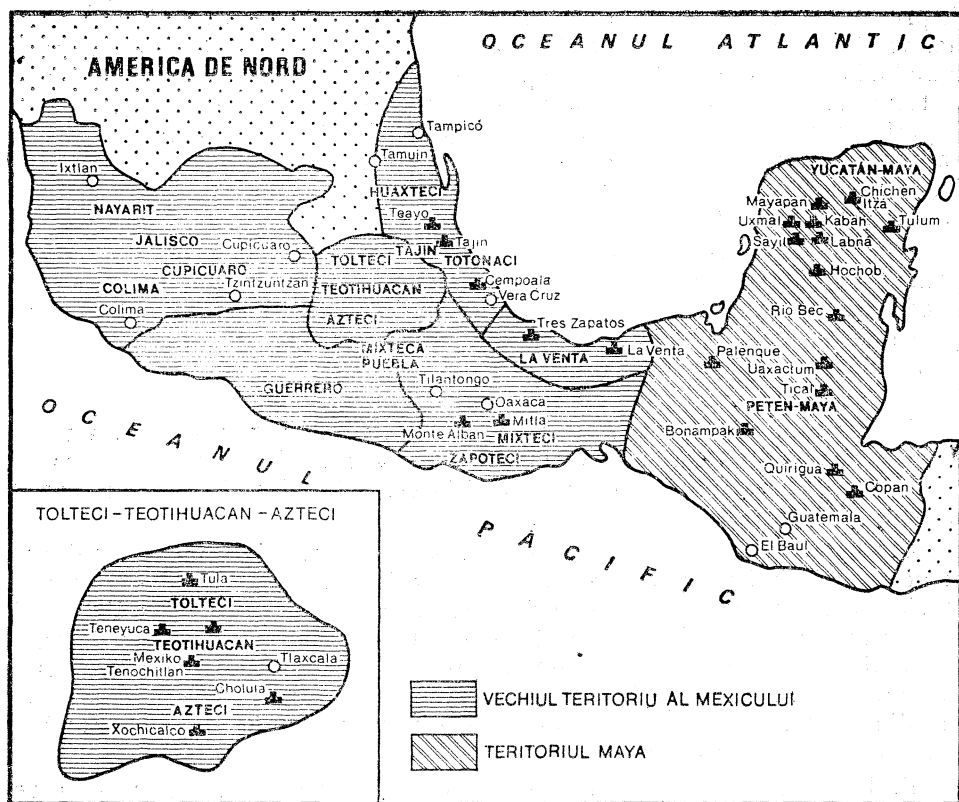 OCEANUL ATLANTIC
AMERICA DE NORD
Tampicó
Tamuin
Ixtlan
HUAXTECI
YUCATÁN-MAYA
Chichen
Itzá
Mayapan
NAYARIT
Teayo
Uxmal
Kabah
Tulum
JALISCO
Tajin
Sayil
Labná
Cupicuaro
TAJIN
TOLTECI
TOTONACI
CUPICUARO
Hochob
COLIMA
Tzintzuntzan
TEOTIHUACAN
Cempoala
Vera Cruz
Colima
AZTECI
Rio Bec
Tres Zapatos
MIXTECA
PUEBLA
LA VENTA
La Venta
Palenque
Uaxactum
GUERRERO
Tilantongo
Tical
Oaxaca
PETEN-MAYA
Monte Alban
Mitla
MIXTECI
Bonampak
ZAPOTECI
Quirigua
Copan
Guatemala
El Baul
OCEANUL
PACIFIC
TOLTECI-TEOTIHUACAN-AZTECI
Tula
TOLTECI
Teneyuca
TEOTIHUACAN
Mexiko
Tenochitlan
Tlaxcala
Cholula
AZTECI
Xochicalco
VECHIUL TERITORIU AL MEXICULUI
TERITORIUL MAYA